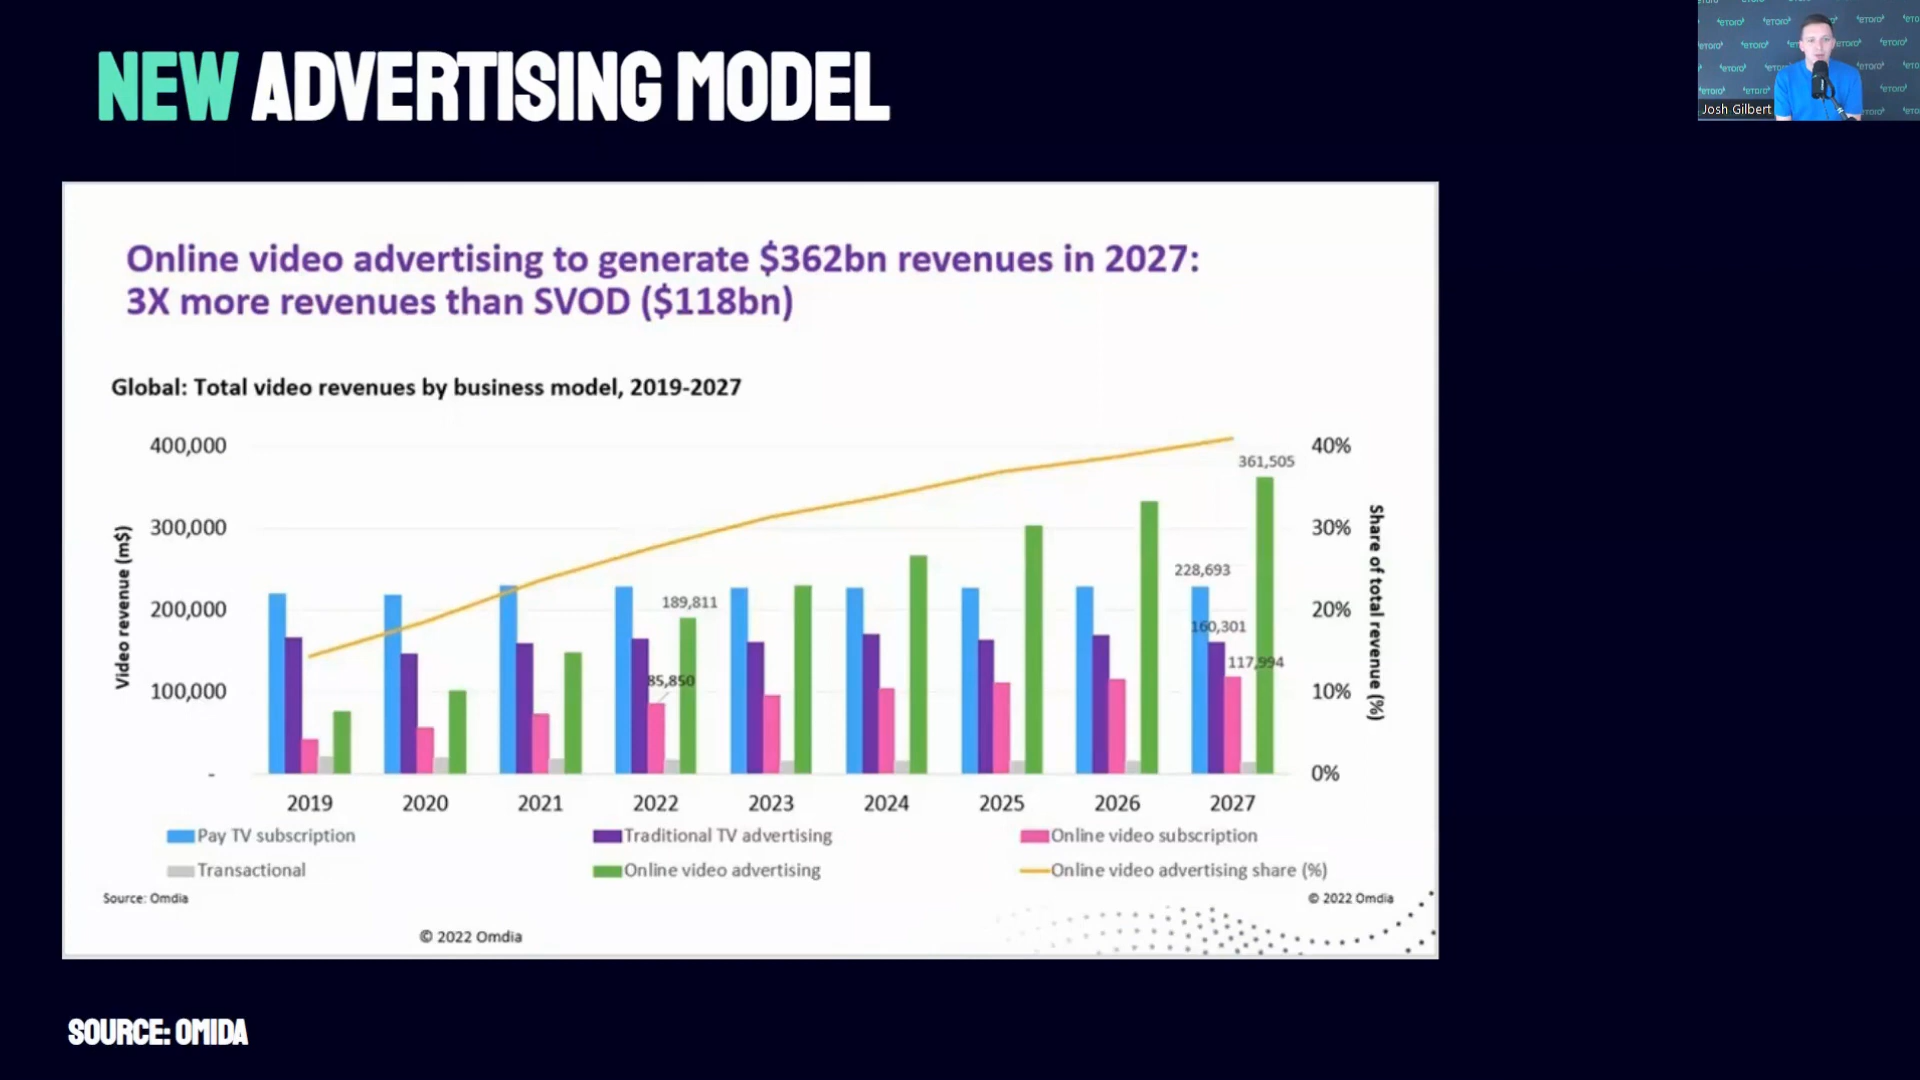 NEW ADVERTISING MODEL
eTORO eTORO eTORO eTORO
Josh Gilbert
Online video advertising to generate $362bn revenues in 2027:
3X more revenues than SVOD ($118bn)
Global: Total video revenues by business model, 2019-2027
Video revenue (m$)
400,000
300,000
200,000
100,000
-
40%
30%
20%
10%
0%
Share of total revenue (%)
189,811
85,850
361,505
228,693
160,301
117,994
2019 2020 2021 2022 2023 2024 2025 2026 2027
Pay TV subscription Traditional TV advertising Online video subscription
Transactional Online video advertising Online video advertising share (%)
Source: Omdia
© 2022 Omdia
© 2022 Omdia
SOURCE: OMIDA